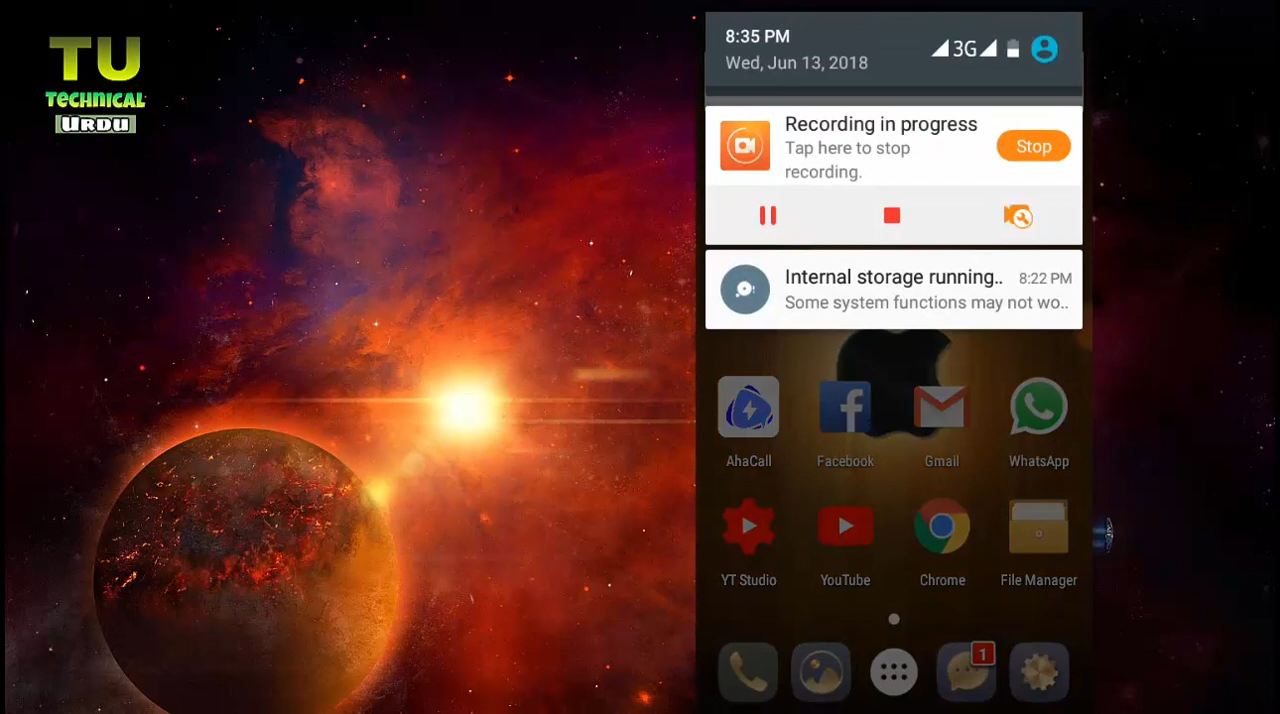 TU
TECHNICAL
URDU
8:35 PM
3G
Wed, Jun 13, 2018
Recording in progress
Tap here to stop
recording.
Stop
Internal storage running..
8:22 PM
Some system functions may not wo..
AhaCall
Facebook
Gmail
WhatsApp
YT Studio
YouTube
Chrome
File Manager
1